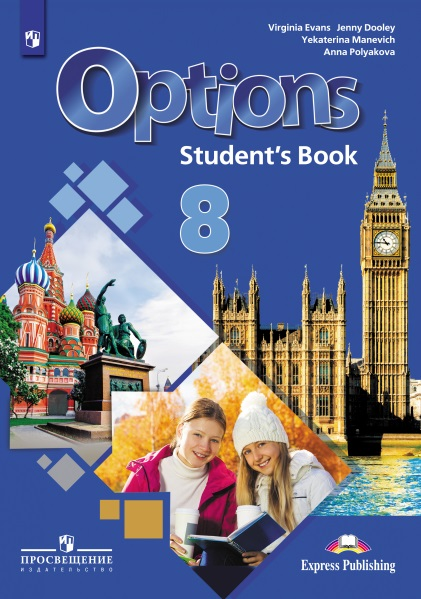 Virginia Evans Jenny Dooley
Yekaterina Manevich
Anna Polyakova
Options
Student's Book
8
ПРОСВЕЩЕНИЕ
ИЗДАТЕЛЬСТВО
Express Publishing